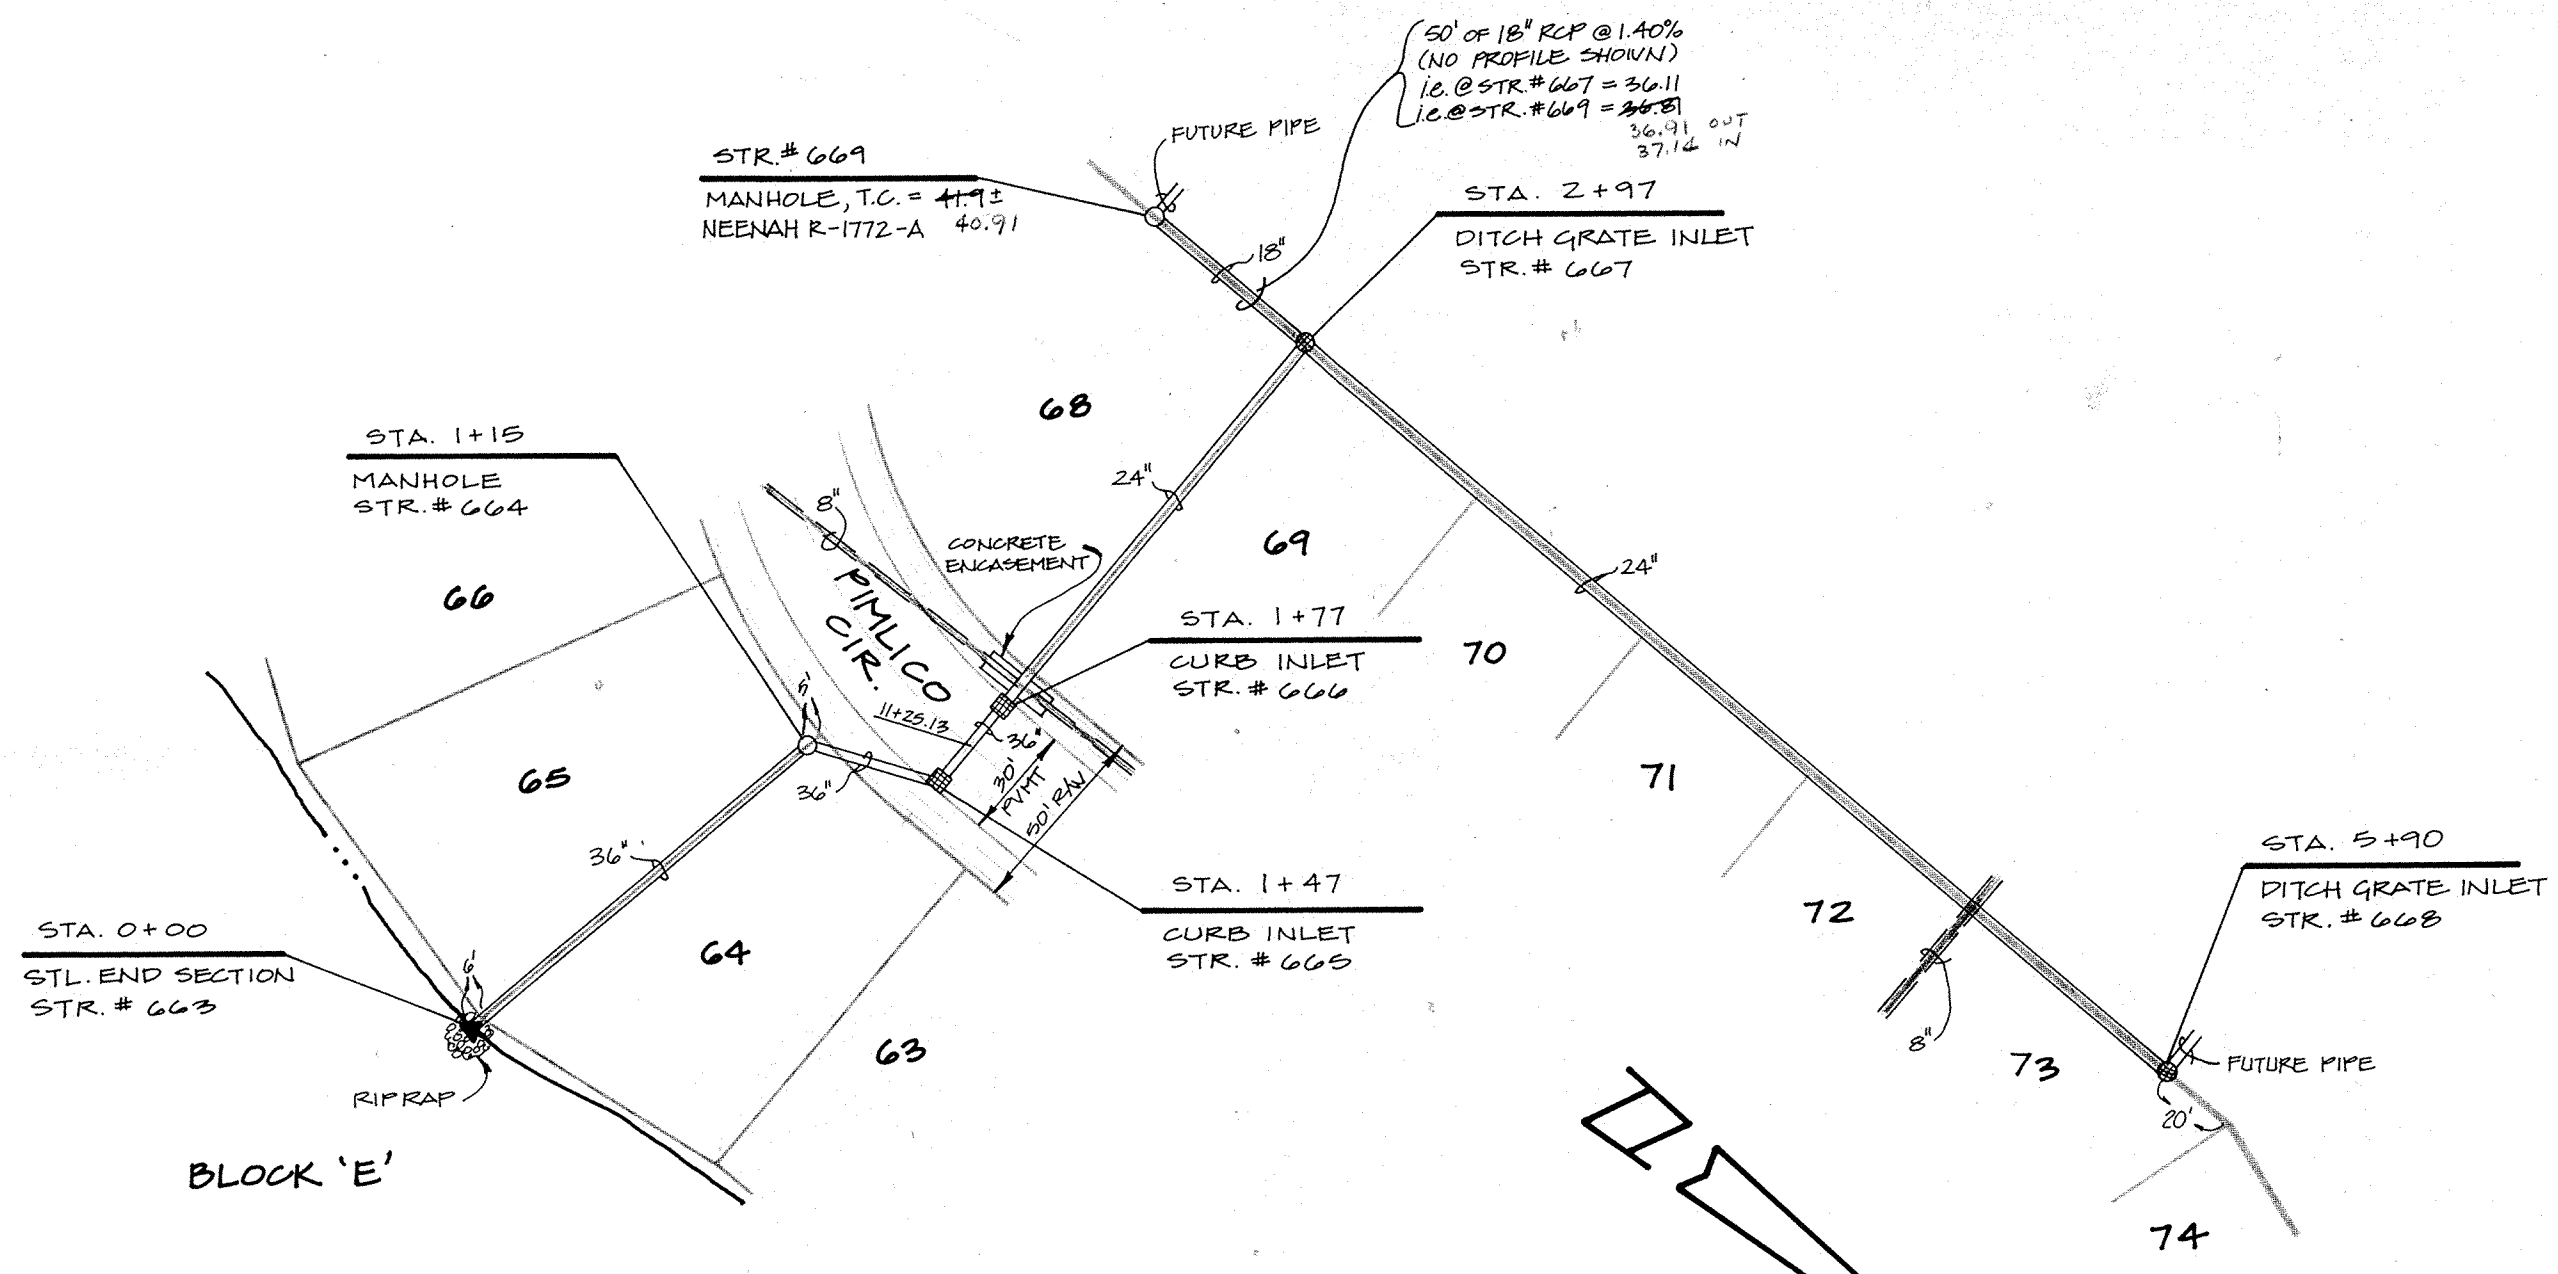 50' OF 18" RCP @ 1.40%
(NO PROFILE SHOWN)
i.e. @ STR.# 667 = 36.11
i.e. @ STR.# 669 = 36.81
36.91 OUT
37.14 IN
FUTURE PIPE
STR.# 669
MANHOLE, T.C. = 41.9±
NEENAH R-1772-A 40.91
STA. 2+97
DITCH GRATE INLET
STR.# 667
18"
68
24"
STA. 1+15
MANHOLE
STR.# 664
8"
CONCRETE
ENCASEMENT
69
24"
66
PIMLICO
CIR.
STA. 1+77
CURB INLET
STR.# 666
70
5'
11+25.13
36"
65
36"
30'
PVMT
50' R/W
71
36"
STA. 1+47
CURB INLET
STR.# 665
STA. 5+90
DITCH GRATE INLET
STR.# 668
72
STA. 0+00
STL. END SECTION
STR.# 663
6'
64
8"
63
73
FUTURE PIPE
RIPRAP
20'
BLOCK 'E'
74